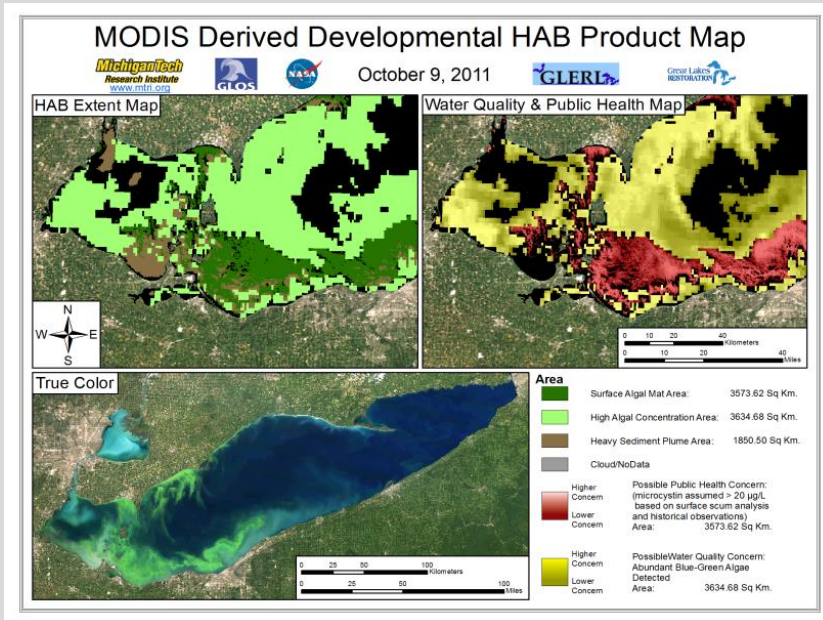 MODIS Derived Developmental HAB Product Map
MichiganTech
Research Institute
www.mtri.org
GLOS
NASA
October 9, 2011
GLERL
Great Lakes
RESTORATION
HAB Extent Map
Water Quality & Public Health Map
N
W E
S
0 10 20 40
Kilometers
0 10 20 40
Miles
True Color
0 25 50 100
Kilometers
0 25 50 100
Miles
Area
Surface Algal Mat Area: 3573.62 Sq Km.
High Algal Concentration Area: 3634.68 Sq Km.
Heavy Sediment Plume Area: 1850.50 Sq Km.
Cloud/NoData
Higher
Concern
Lower
Concern
Possible Public Health Concern:
(microcystin assumed > 20 µg/L
based on surface scum analysis
and historical observations)
Area: 3573.62 Sq Km.
Higher
Concern
Lower
Concern
PossibleWater Quality Concern:
Abundant Blue-Green Algae
Detected
Area: 3634.68 Sq Km.